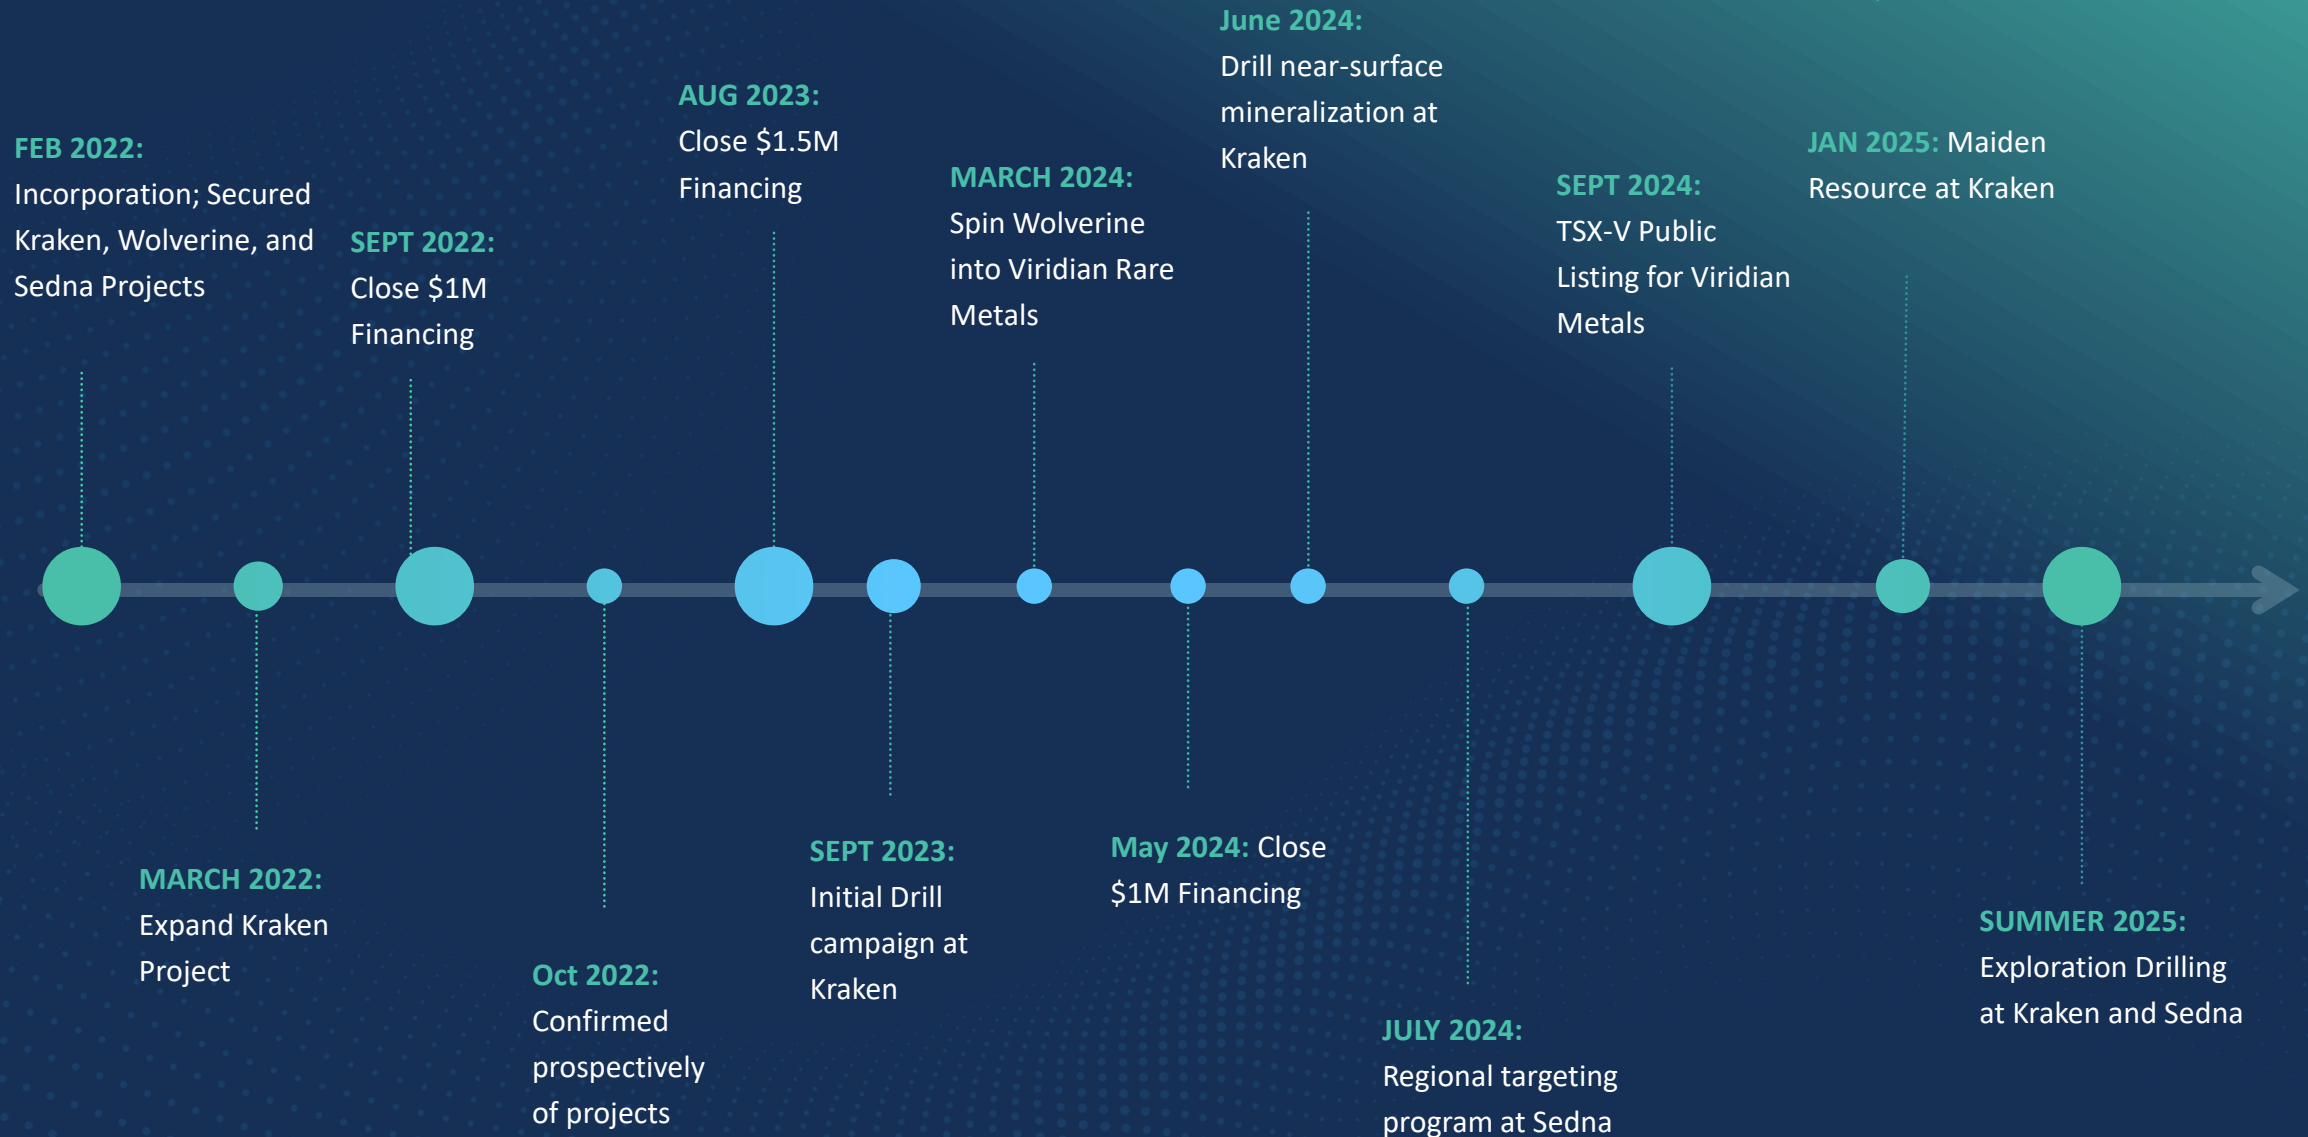 FEB 2022:
Incorporation; Secured
Kraken, Wolverine, and
Sedna Projects
MARCH 2022:
Expand Kraken
Project
SEPT 2022:
Close $1M
Financing
Oct 2022:
Confirmed
prospectively
of projects
AUG 2023:
Close $1.5M
Financing
SEPT 2023:
Initial Drill
campaign at
Kraken
MARCH 2024:
Spin Wolverine
into Viridian Rare
Metals
May 2024: Close
$1M Financing
June 2024:
Drill near-surface
mineralization at
Kraken
JULY 2024:
Regional targeting
program at Sedna
SEPT 2024:
TSX-V Public
Listing for Viridian
Metals
JAN 2025: Maiden
Resource at Kraken
SUMMER 2025:
Exploration Drilling
at Kraken and Sedna